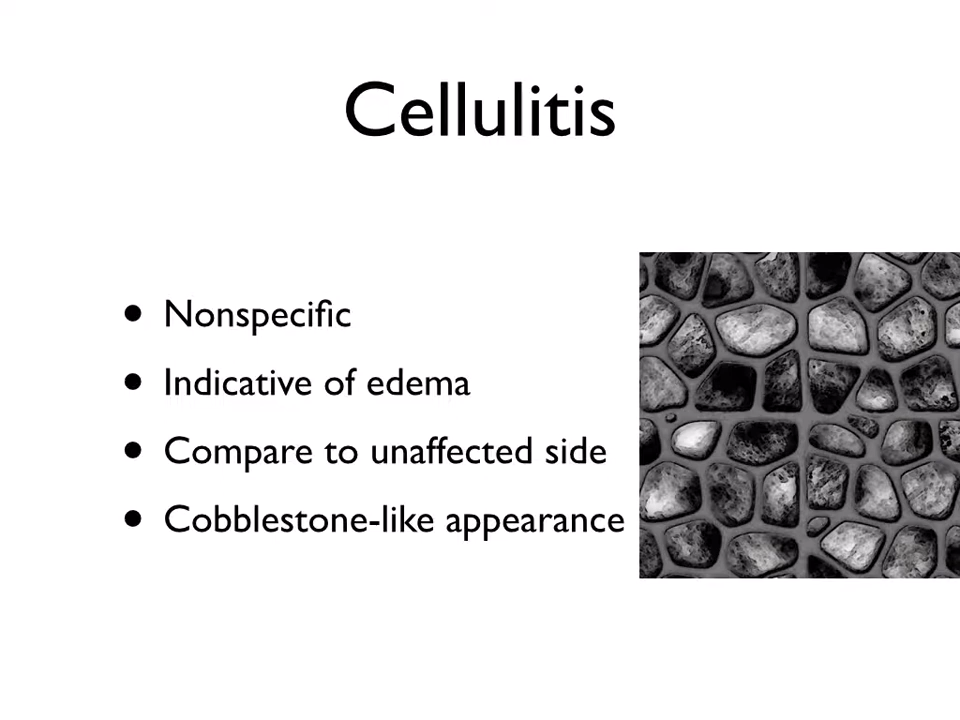 Cellulitis
• Nonspecific
• Indicative of edema
• Compare to unaffected side
• Cobblestone-like appearance